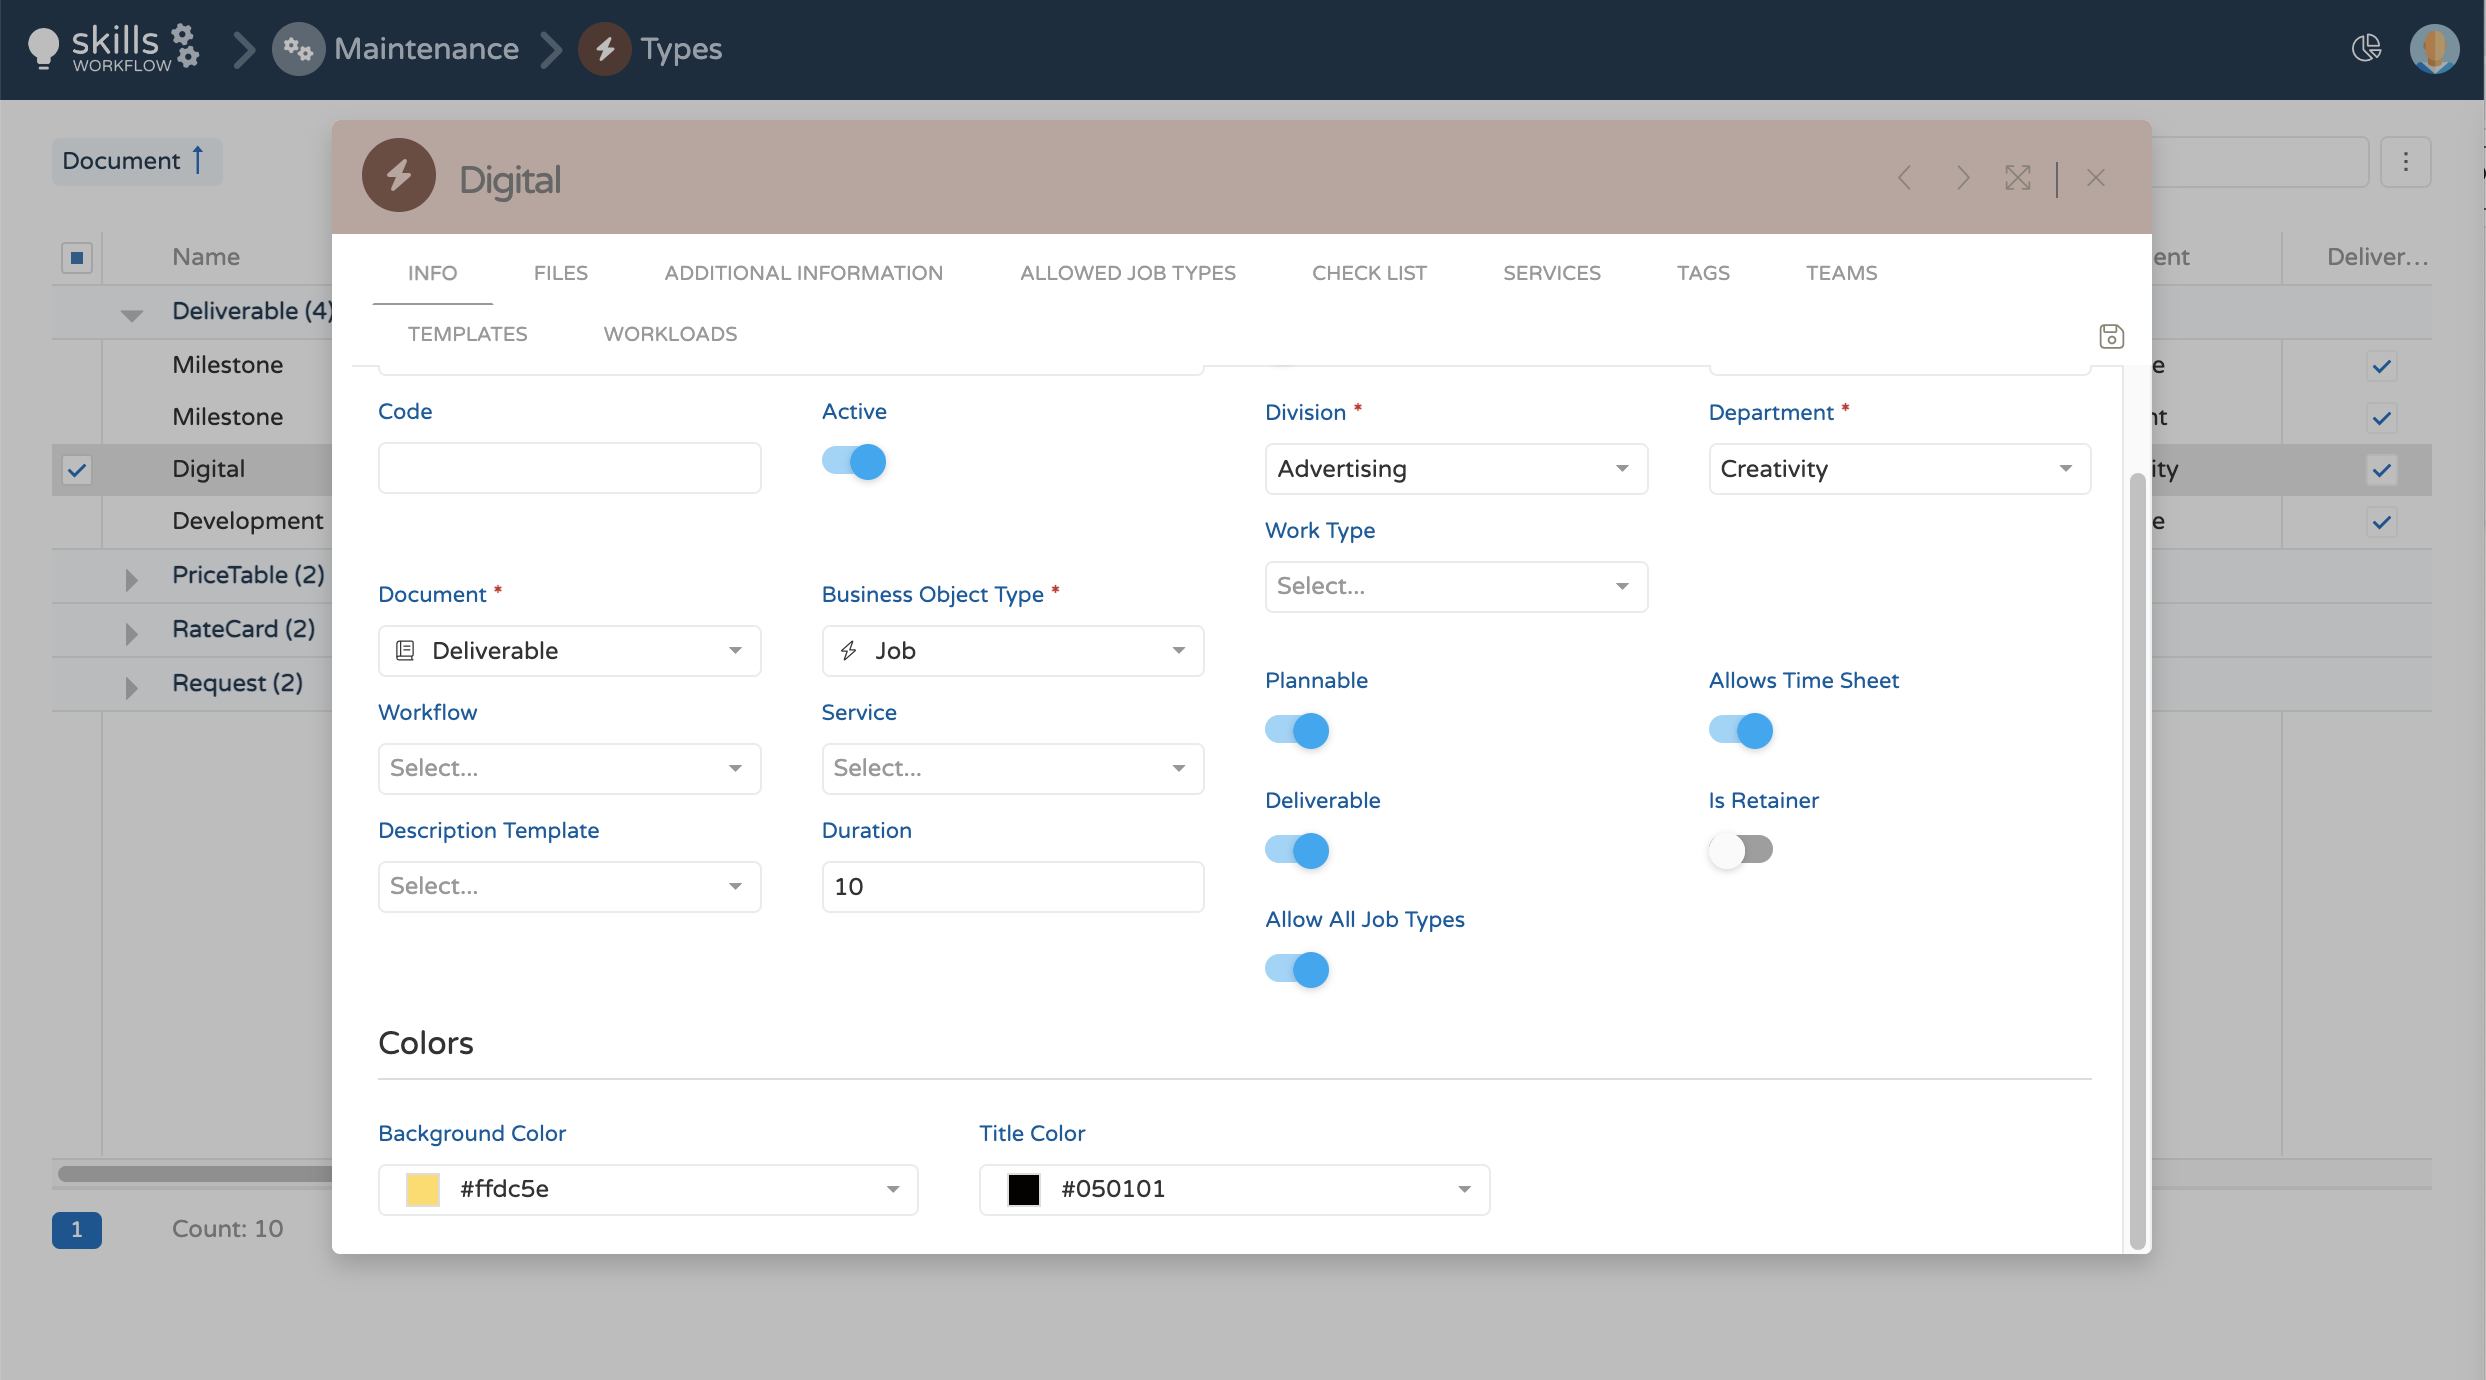 skills
WORKFLOW
Maintenance
Types
Document
Digital
Name
ent
Deliver...
INFO
FILES
ADDITIONAL INFORMATION
ALLOWED JOB TYPES
CHECK LIST
SERVICES
TAGS
TEAMS
TEMPLATES
WORKLOADS
Deliverable (4)
Milestone
e
Milestone
nt
Digital
ity
Development
e
PriceTable (2)
RateCard (2)
Request (2)
Code
Active
Division *
Advertising
Department *
Creativity
Work Type
Select...
Document *
Deliverable
Business Object Type *
Job
Plannable
Allows Time Sheet
Workflow
Select...
Service
Select...
Deliverable
Is Retainer
Description Template
Select...
Duration
10
Allow All Job Types
Colors
Background Color
#ffdc5e
Title Color
#050101
1
Count: 10